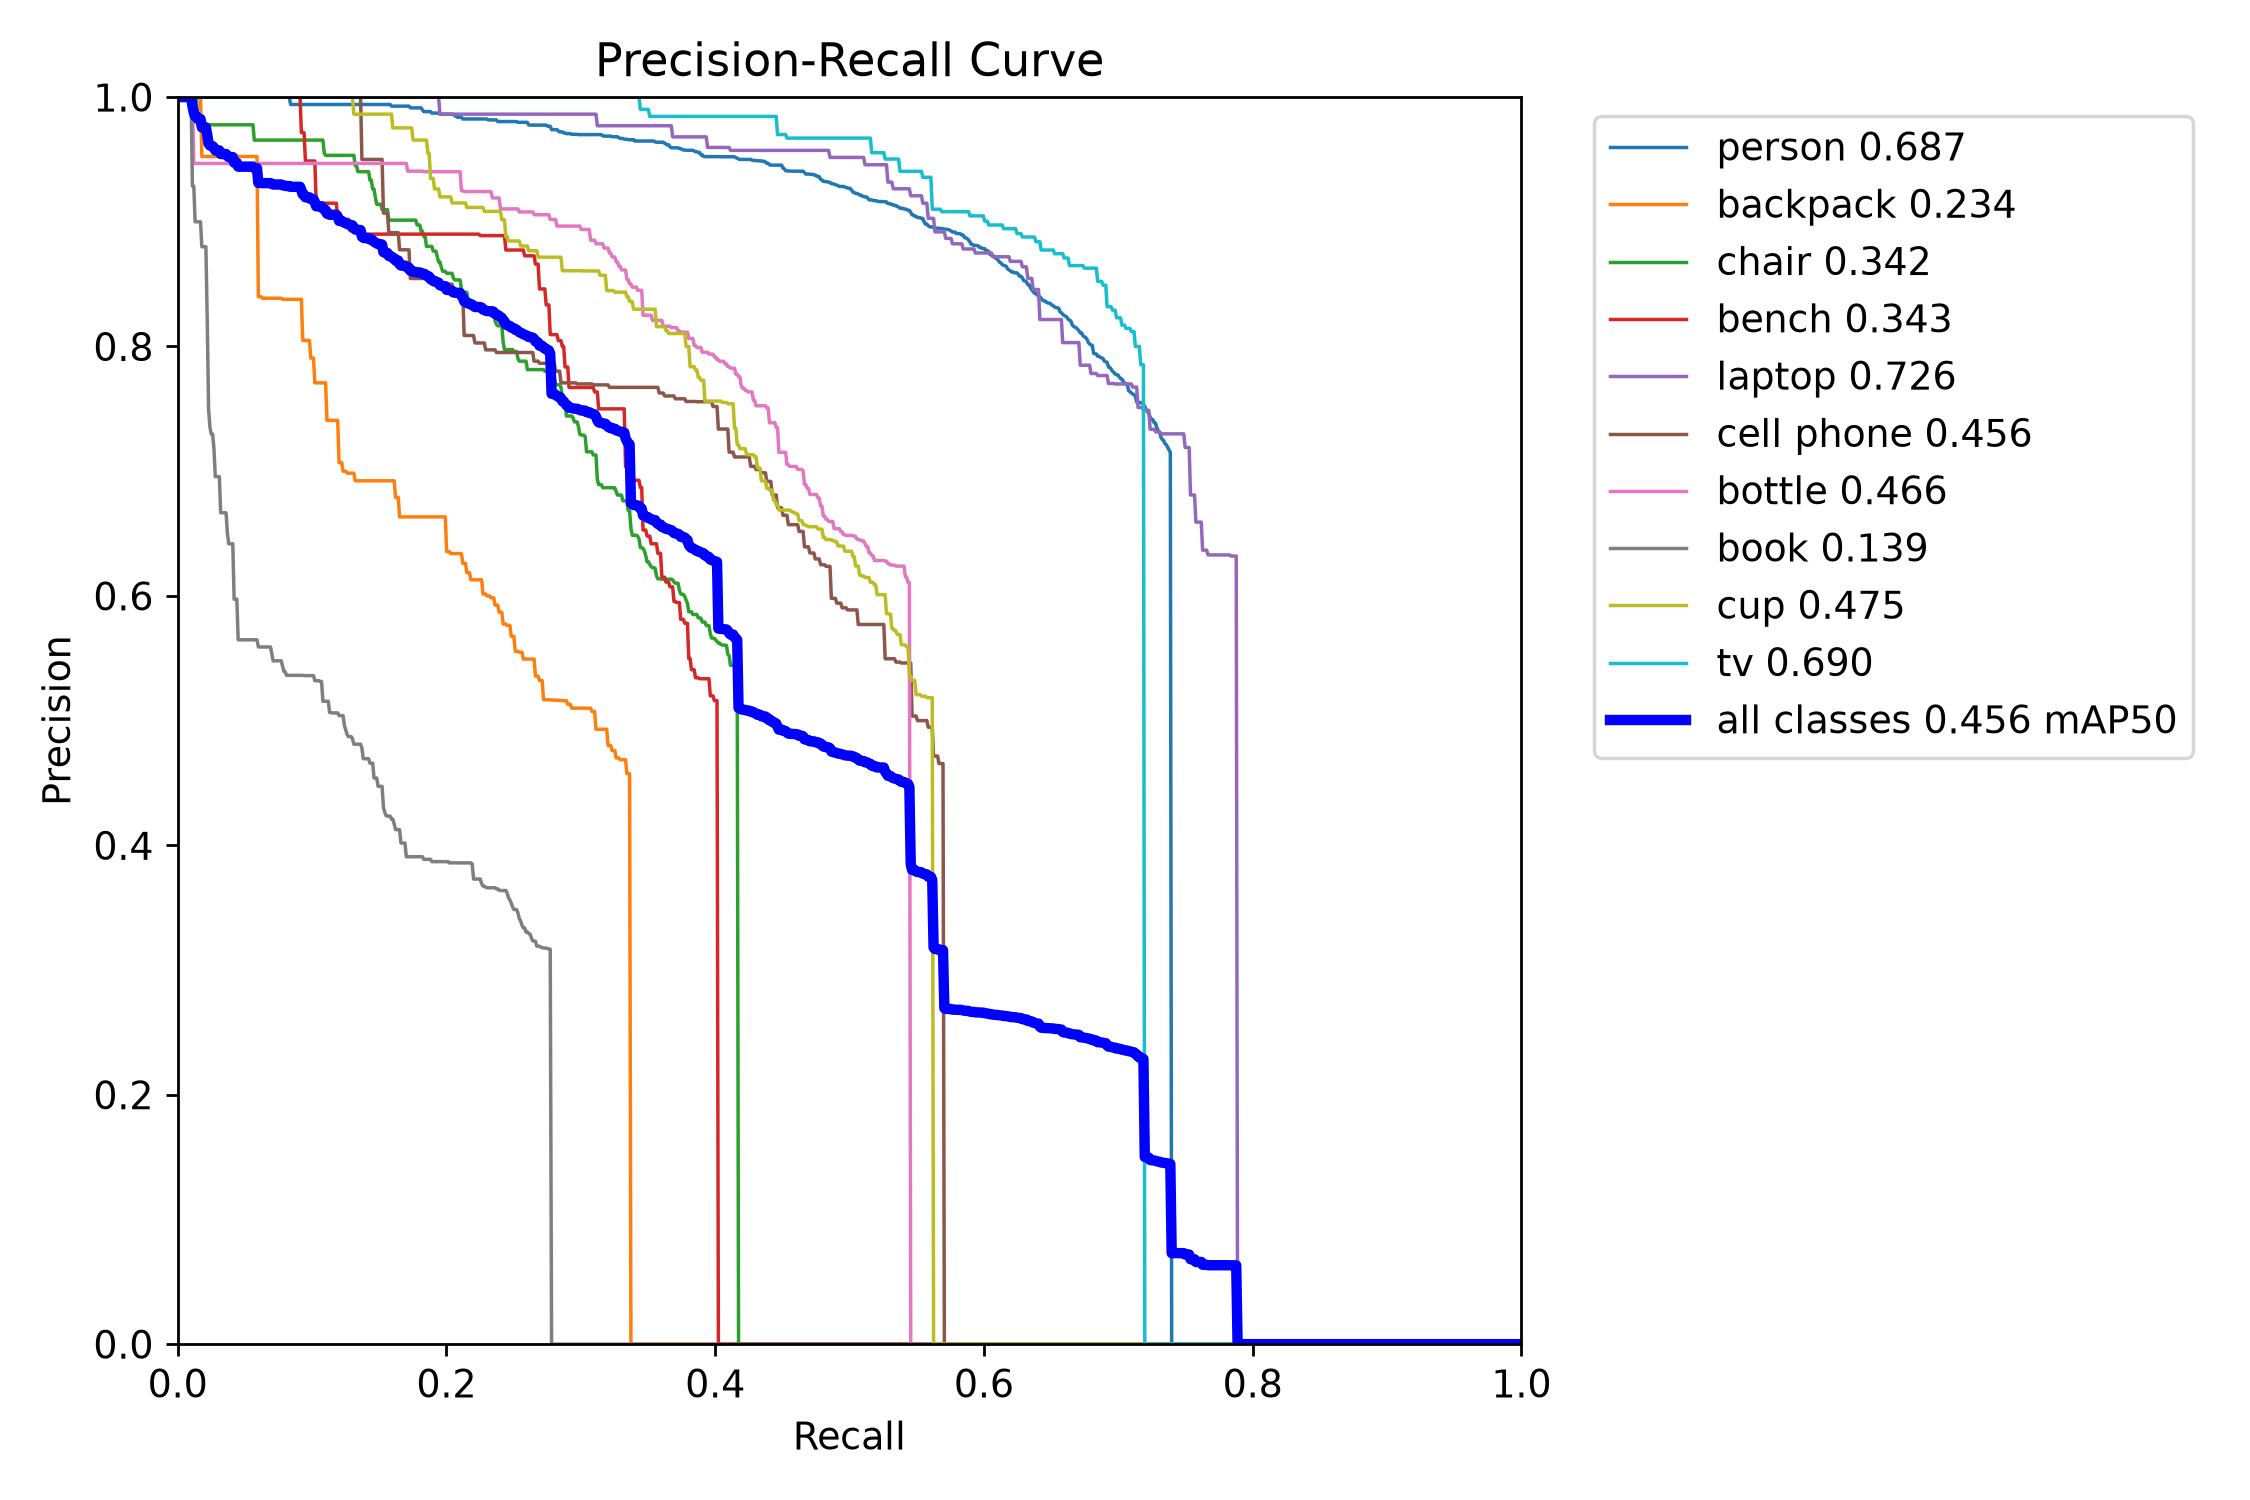 Precision-Recall Curve
1.0
0.8
0.6
0.4
0.2
0.0
Precision
0.0 0.2 0.4 0.6 0.8 1.0
Recall
person 0.687
backpack 0.234
chair 0.342
bench 0.343
laptop 0.726
cell phone 0.456
bottle 0.466
book 0.139
cup 0.475
tv 0.690
all classes 0.456 mAP50